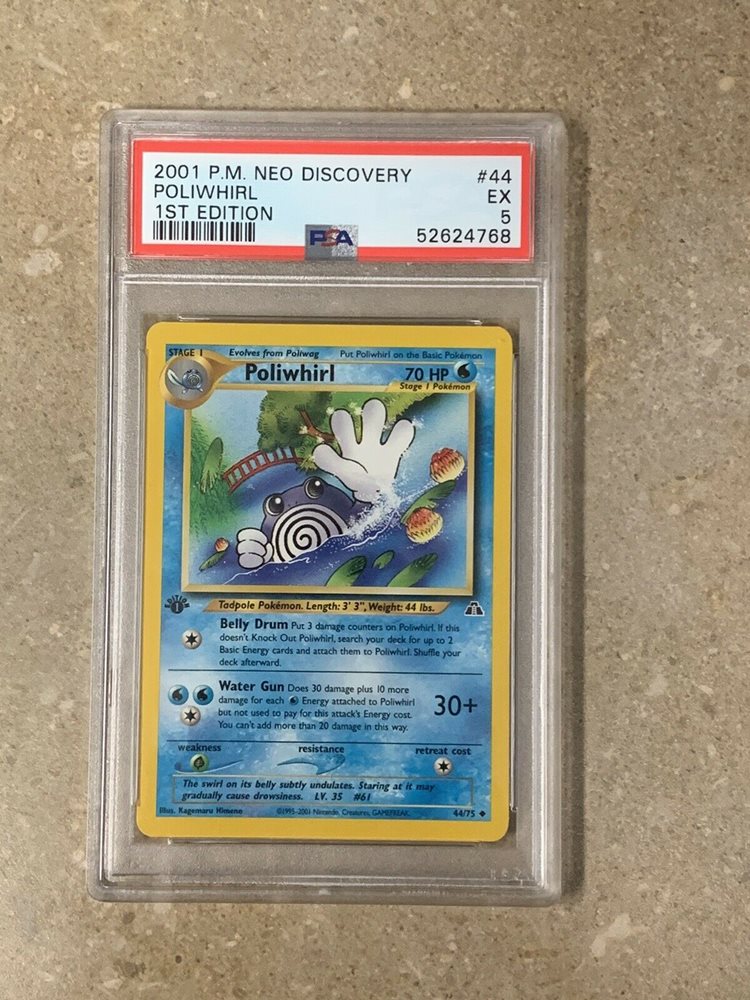 2001 P.M. NEO DISCOVERY #44
POLIWHIRL EX
1ST EDITION 5
PSA 52624768
STAGE 1 Evolves from Poliwag Put Poliwhirl on the Basic Pokémon
Poliwhirl 70 HP
Stage 1 Pokémon
EDITION
1
Tadpole Pokémon. Length: 3' 3", Weight: 44 lbs.
Belly Drum Put 3 damage counters on Poliwhirl. If this
doesn't Knock Out Poliwhirl, search your deck for up to 2
Basic Energy cards and attach them to Poliwhirl. Shuffle your
deck afterward.
Water Gun Does 30 damage plus 10 more
damage for each Energy attached to Poliwhirl
but not used to pay for this attack's Energy cost.
You can't add more than 20 damage in this way.
30+
weakness resistance retreat cost
The swirl on its belly subtly undulates. Staring at it may
gradually cause drowsiness. LV. 35 #61
Illus. Kagemaru Himeno ©1995-2001 Nintendo, Creatures, GAMEFREAK. 44/75